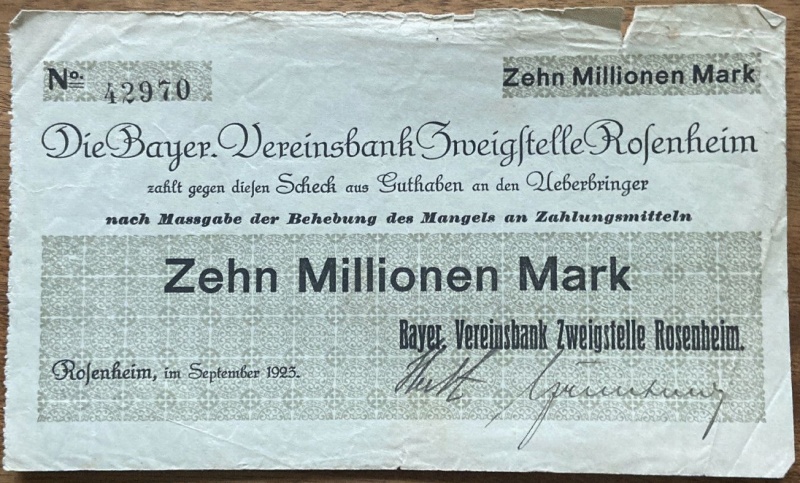 No. 42970
Zehn Millionen Mark
Die Bayer. Vereinsbank Zweigſtelle Roſenheim
zahlt gegen dieſen Scheck aus Guthaben an den Ueberbringer
nach Massgabe der Behebung des Mangels an Zahlungsmitteln
Zehn Millionen Mark
Bayer. Vereinsbank Zweigstelle Rosenheim.
Roſenheim, im September 1923.